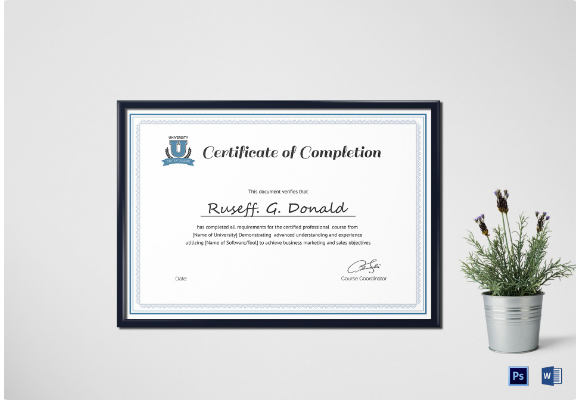 UNIVERSITY
U
Certificate of Completion
This document verifies that
Ruseff. G. Donald
has completed all requirements for the certified professional course from
[Name of University] Demonstrating advanced understanding and experience
utilizing [Name of Software/Tool] to achieve business marketing and sales objectives
Date
Course Coordinator
Ps
W